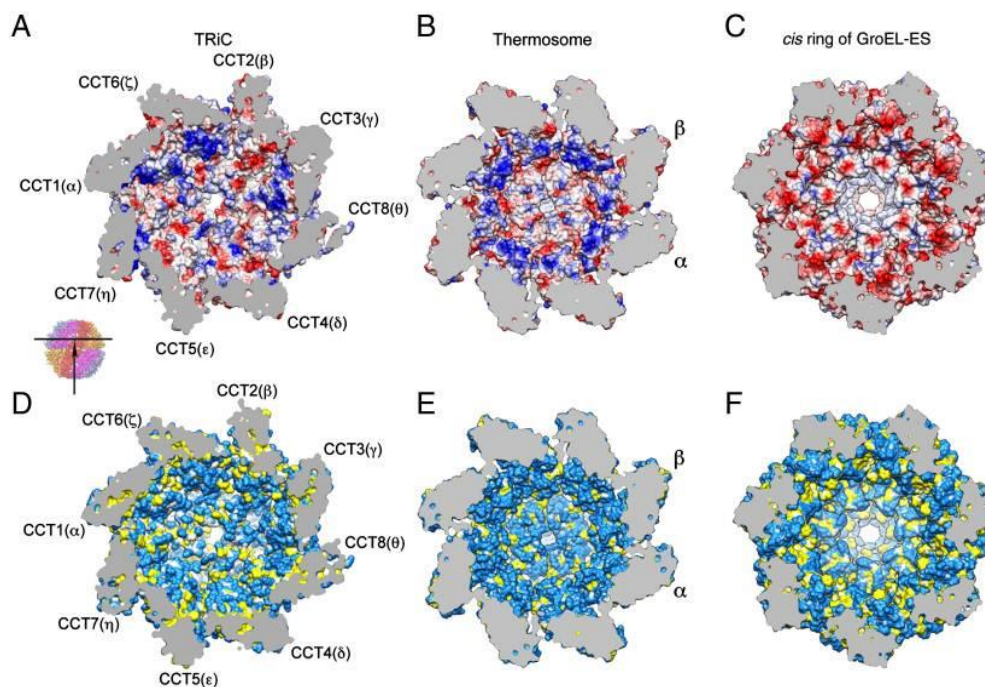 A
TRiC
CCT2(β)
CCT6(ζ)
CCT3(γ)
CCT1(α)
CCT8(θ)
CCT7(η)
CCT4(δ)
CCT5(ε)
B
Thermosome
β
α
C
cis ring of GroEL-ES
D
CCT2(β)
CCT6(ζ)
CCT3(γ)
CCT1(α)
CCT8(θ)
CCT7(η)
CCT4(δ)
CCT5(ε)
E
β
α
F